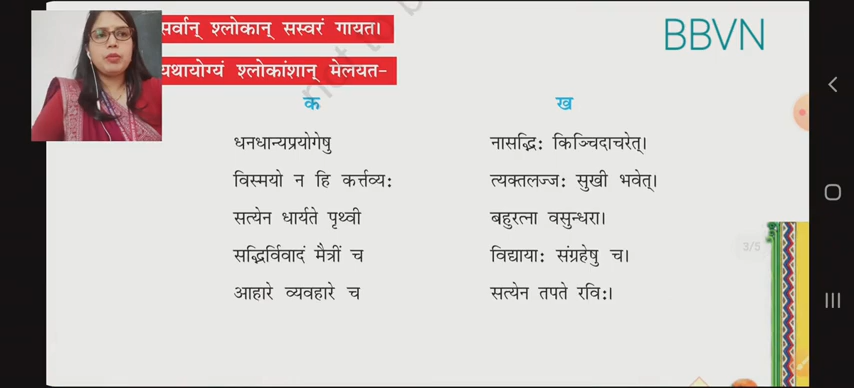 सर्वान् श्लोकान् सस्वरं गायत।
BBVN
यथायोग्यं श्लोकांशान् मेलयत-
क ख
धनधान्यप्रयोगेषु नासद्भिः किञ्चिदाचरेत्।
विस्मयो न हि कर्त्तव्यः त्यक्तलज्जः सुखी भवेत्।
सत्येन धार्यते पृथ्वी बहुरत्ना वसुन्धरा।
सद्भिर्विवादं मैत्रीं च विद्यायाः संग्रहेषु च।
3/5
आहारे व्यवहारे च सत्येन तपते रविः।